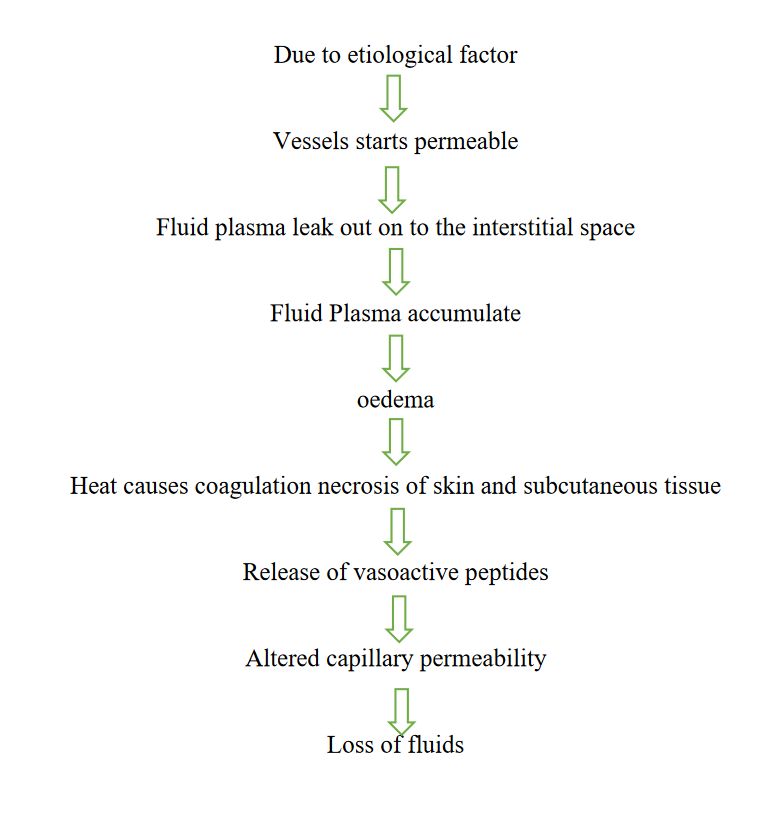 Due to etiological factor
Vessels starts permeable
Fluid plasma leak out on to the interstitial space
Fluid Plasma accumulate
oedema
Heat causes coagulation necrosis of skin and subcutaneous tissue
Release of vasoactive peptides
Altered capillary permeability
Loss of fluids